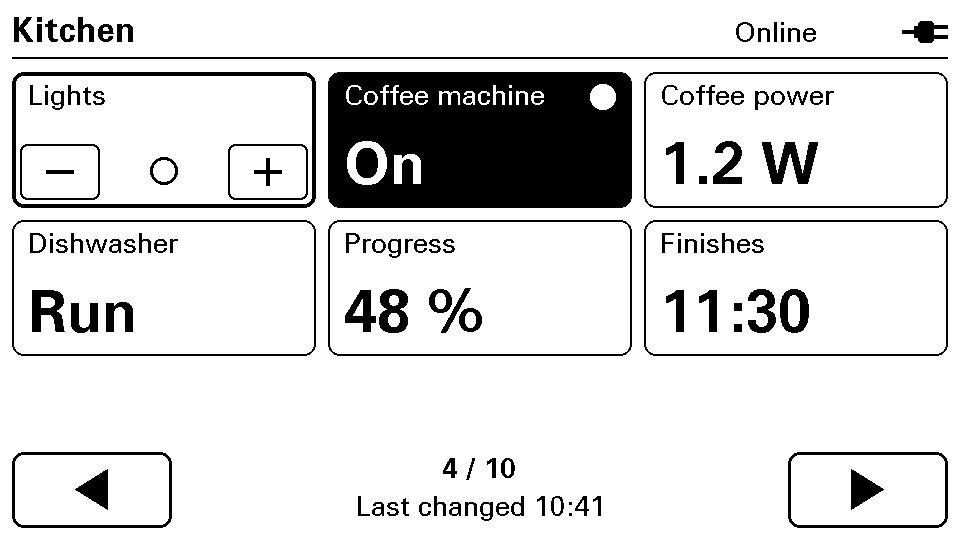 Kitchen
Online
Lights
Coffee machine
Coffee power
−
+
On
1.2 W
Dishwasher
Progress
Finishes
Run
48 %
11:30
4 / 10
Last changed 10:41